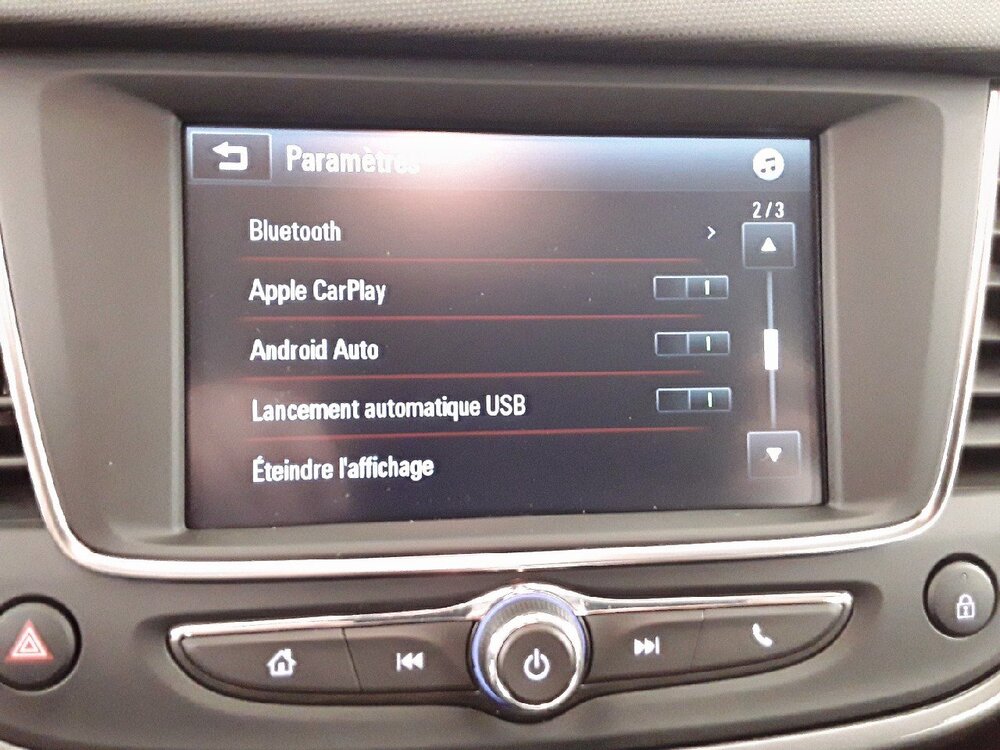 Paramètres
2/3
Bluetooth
Apple CarPlay
Android Auto
Lancement automatique USB
Éteindre l'affichage